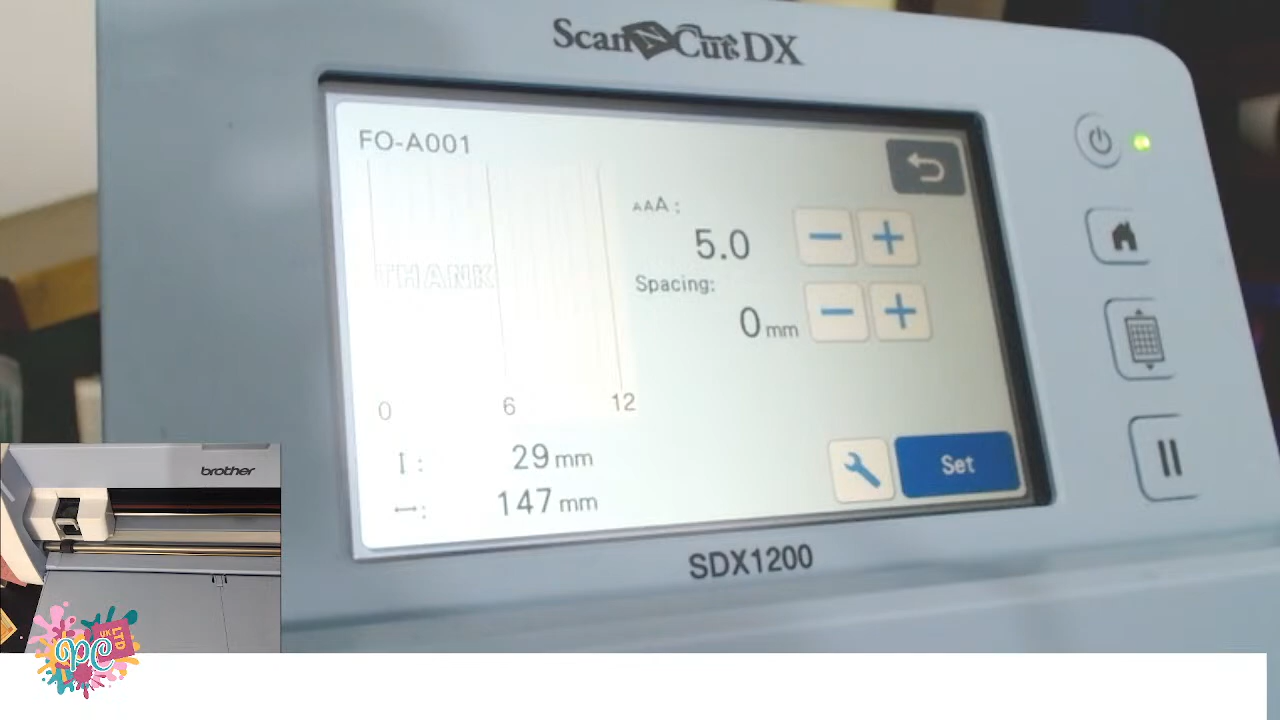 ScanNCut DX
FO-A001
AAA:
5.0
Spacing:
0 mm
THANK
0 6 12
29 mm
147 mm
Set
SDX1200
brother
PC
UK
LTD